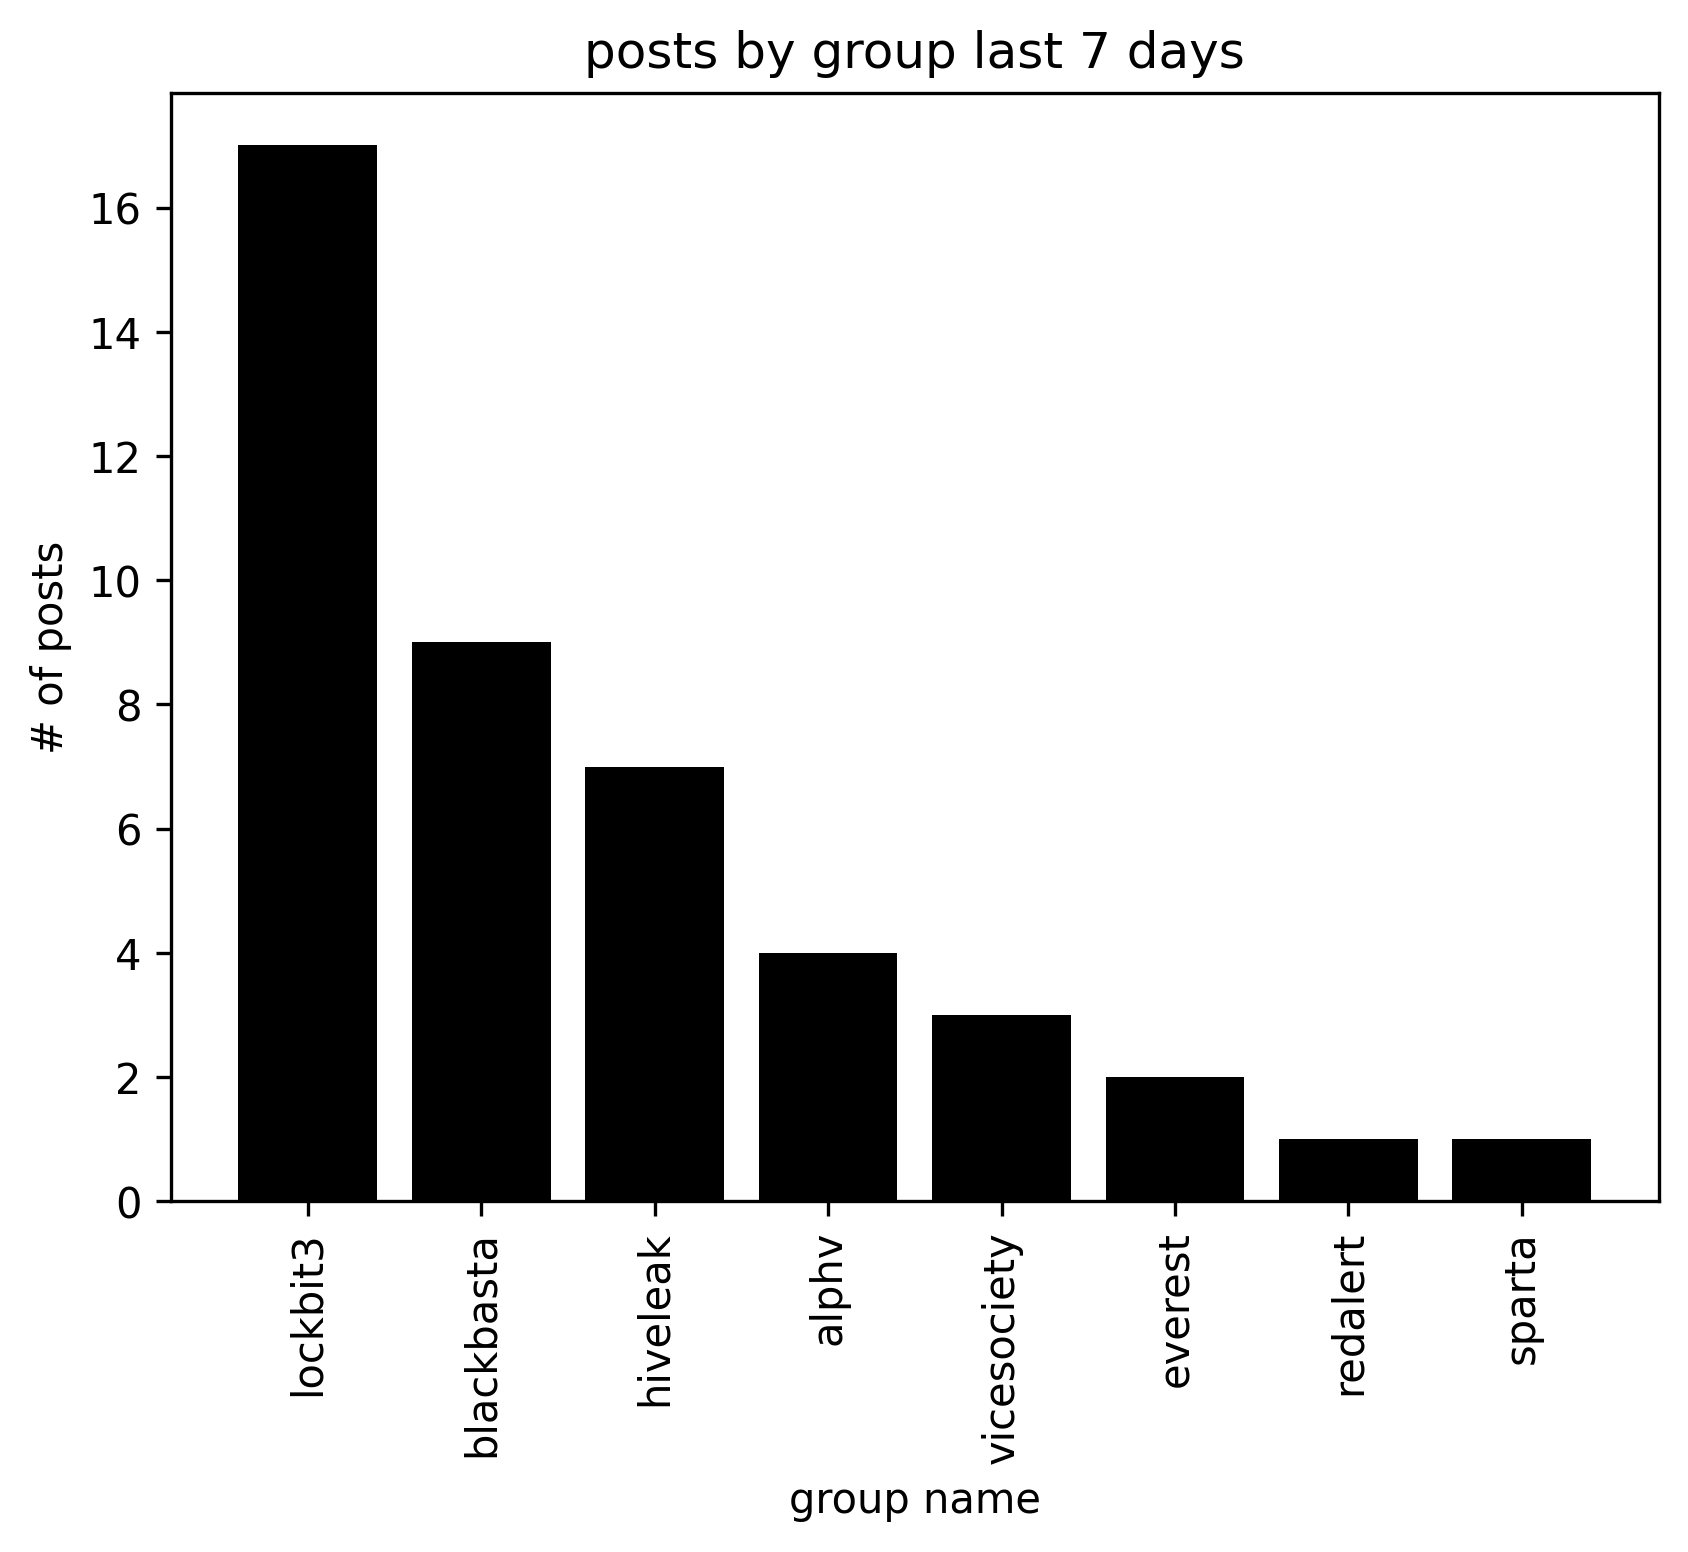 posts by group last 7 days
# of posts
16
14
12
10
8
6
4
2
0
lockbit3
blackbasta
hiveleak
alphv
vicesociety
everest
redalert
sparta
group name